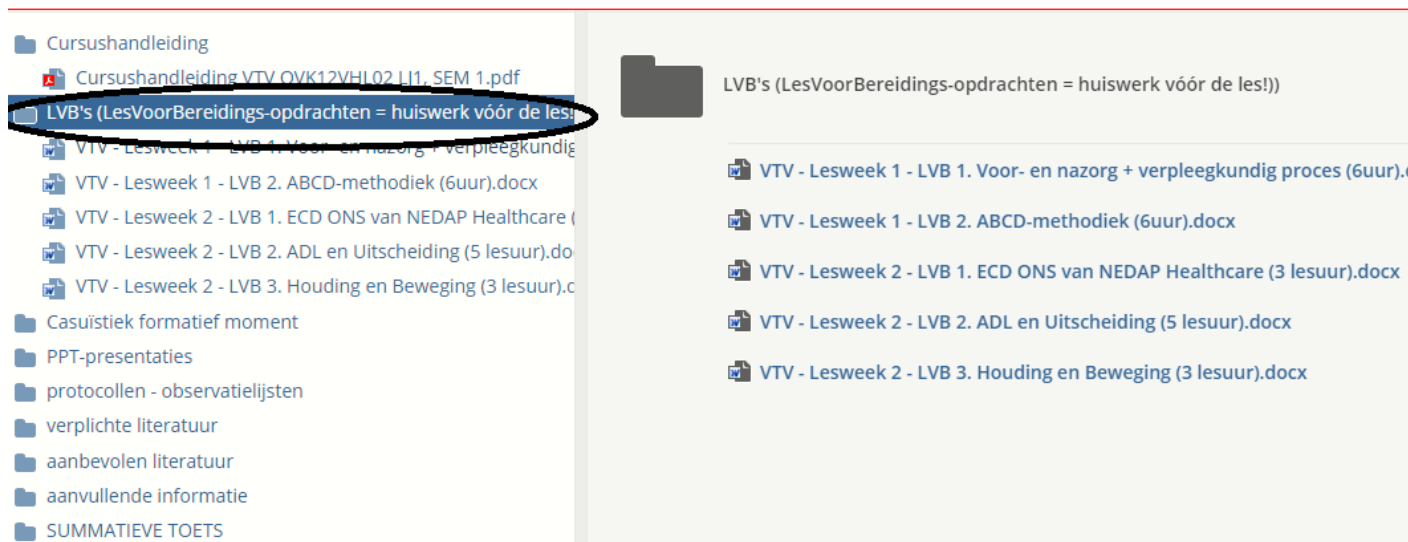 Cursushandleiding
Cursushandleiding VTV OVK12VHL02 LJ1, SEM 1.pdf
LVB's (LesVoorBereidings-opdrachten = huiswerk vóór de les!
VTV - Lesweek 1 - LVB 1. Voor- en nazorg + verpleegkundig
VTV - Lesweek 1 - LVB 2. ABCD-methodiek (6uur).docx
VTV - Lesweek 2 - LVB 1. ECD ONS van NEDAP Healthcare (
VTV - Lesweek 2 - LVB 2. ADL en Uitscheiding (5 lesuur).do
VTV - Lesweek 2 - LVB 3. Houding en Beweging (3 lesuur).c
Casuïstiek formatief moment
PPT-presentaties
protocollen - observatielijsten
verplichte literatuur
aanbevolen literatuur
aanvullende informatie
SUMMATIEVE TOETS
LVB's (LesVoorBereidings-opdrachten = huiswerk vóór de les!))
VTV - Lesweek 1 - LVB 1. Voor- en nazorg + verpleegkundig proces (6uur).
VTV - Lesweek 1 - LVB 2. ABCD-methodiek (6uur).docx
VTV - Lesweek 2 - LVB 1. ECD ONS van NEDAP Healthcare (3 lesuur).docx
VTV - Lesweek 2 - LVB 2. ADL en Uitscheiding (5 lesuur).docx
VTV - Lesweek 2 - LVB 3. Houding en Beweging (3 lesuur).docx